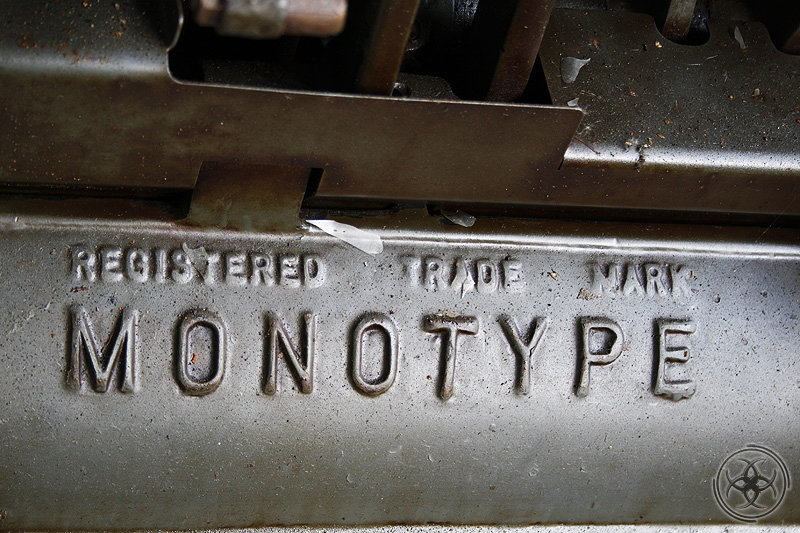 REGISTERED TRADE MARK
MONOTYPE